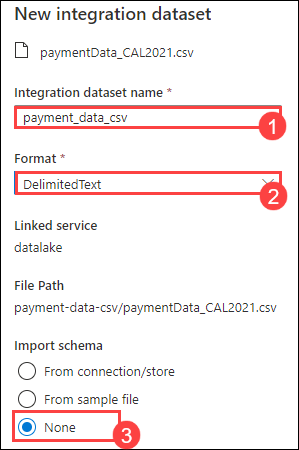 New integration dataset
paymentData_CAL2021.csv
Integration dataset name *
payment_data_csv
1
Format *
DelimitedText
2
Linked service
datalake
File Path
payment-data-csv/paymentData_CAL2021.csv
Import schema
From connection/store
From sample file
None
3